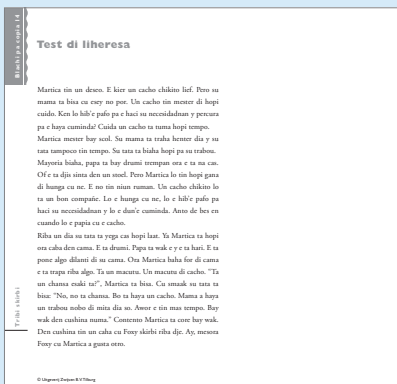 Blachi pa copia 14
Test di liheresa
Martica tin un deseo. E kier un cacho chikito lief. Pero su
mama ta bisa cu esey no por. Un cacho tin mester di hopi
cuido. Ken lo hib'e pafo pa e haci su necesidadnan y percura
pa e haya cuminda? Cuida un cacho ta tuma hopi tempo.
Martica mester bay scol. Su mama ta traha henter dia y su
tata tampoco tin tempo. Su tata ta biaha hopi pa su trabou.
Mayoria biaha, papa ta bay drumi trempan ora e ta na cas.
Of e ta djis sinta den un stoel. Pero Martica lo tin hopi gana
di hunga cu ne. E no tin niun ruman. Un cacho chikito lo
ta un bon compañe. Lo e hunga cu ne, lo e hib'e pafo pa
haci su necesidadnan y lo e dun'e cuminda. Anto de bes en
cuando lo e papia cu e cacho.
Riba un dia su tata ta yega cas hopi laat. Ya Martica ta hopi
ora caba den cama. E ta drumi. Papa ta wak e y e ta hari. E ta
pone algo dilanti di su cama. Ora Martica baha for di cama
e ta trapa riba algo. Ta un macutu. Un macutu di cacho. "Ta
un chansa esaki ta?", Martica ta bisa. Cu smaak su tata ta
bisa: "No, no ta chansa. Bo ta haya un cacho. Mama a haya
un trabou nobo di mita dia so. Awor e tin mas tempo. Bay
wak den cushina numa." Contento Martica ta core bay wak.
Den cushina tin un caha cu Foxy skirbi riba dje. Ay, mesora
Foxy cu Martica a gusta otro.
Tribi skirbi
© Uitgeverij Zwijsen B.V. Tilburg